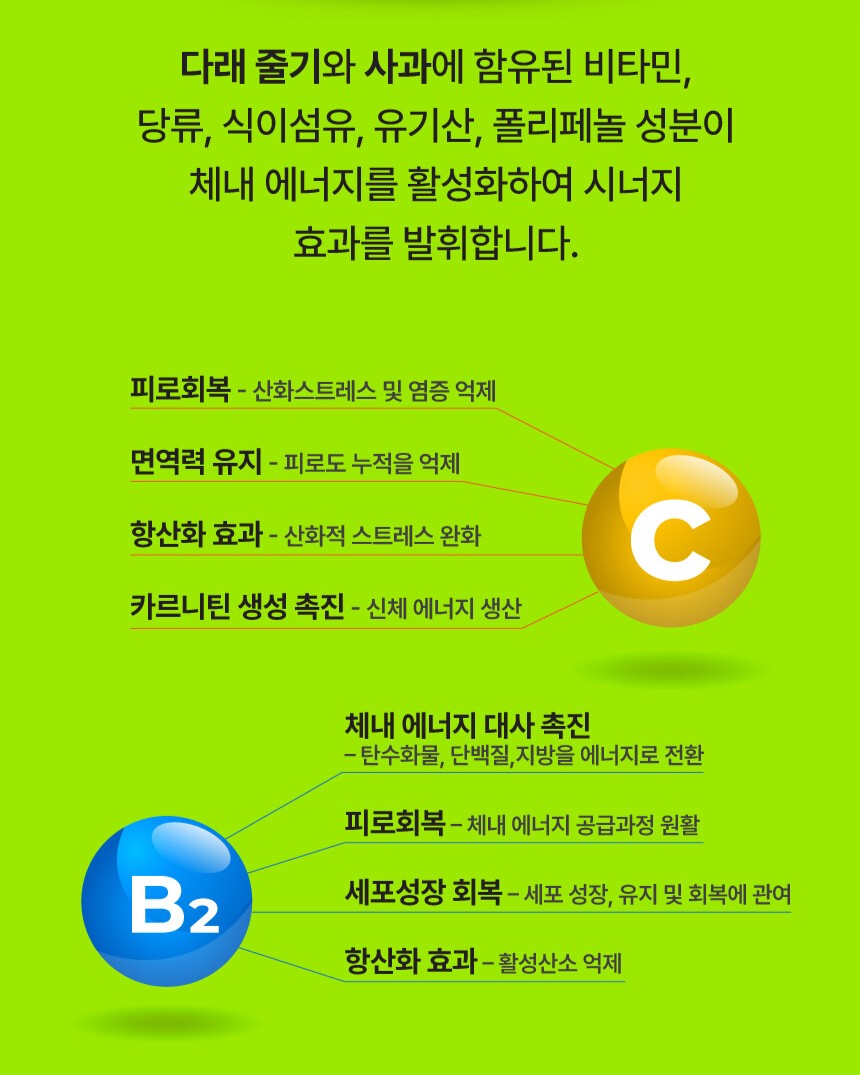 다래 줄기와 사과에 함유된 비타민,
당류, 식이섬유, 유기산, 폴리페놀 성분이
체내 에너지를 활성화하여 시너지
효과를 발휘합니다.
피로회복 - 산화스트레스 및 염증 억제
면역력 유지 - 피로도 누적을 억제
항산화 효과 - 산화적 스트레스 완화
카르니틴 생성 촉진 - 신체 에너지 생산
C
체내 에너지 대사 촉진
– 탄수화물, 단백질,지방을 에너지로 전환
피로회복 – 체내 에너지 공급과정 원활
세포성장 회복 – 세포 성장, 유지 및 회복에 관여
항산화 효과 – 활성산소 억제
B2